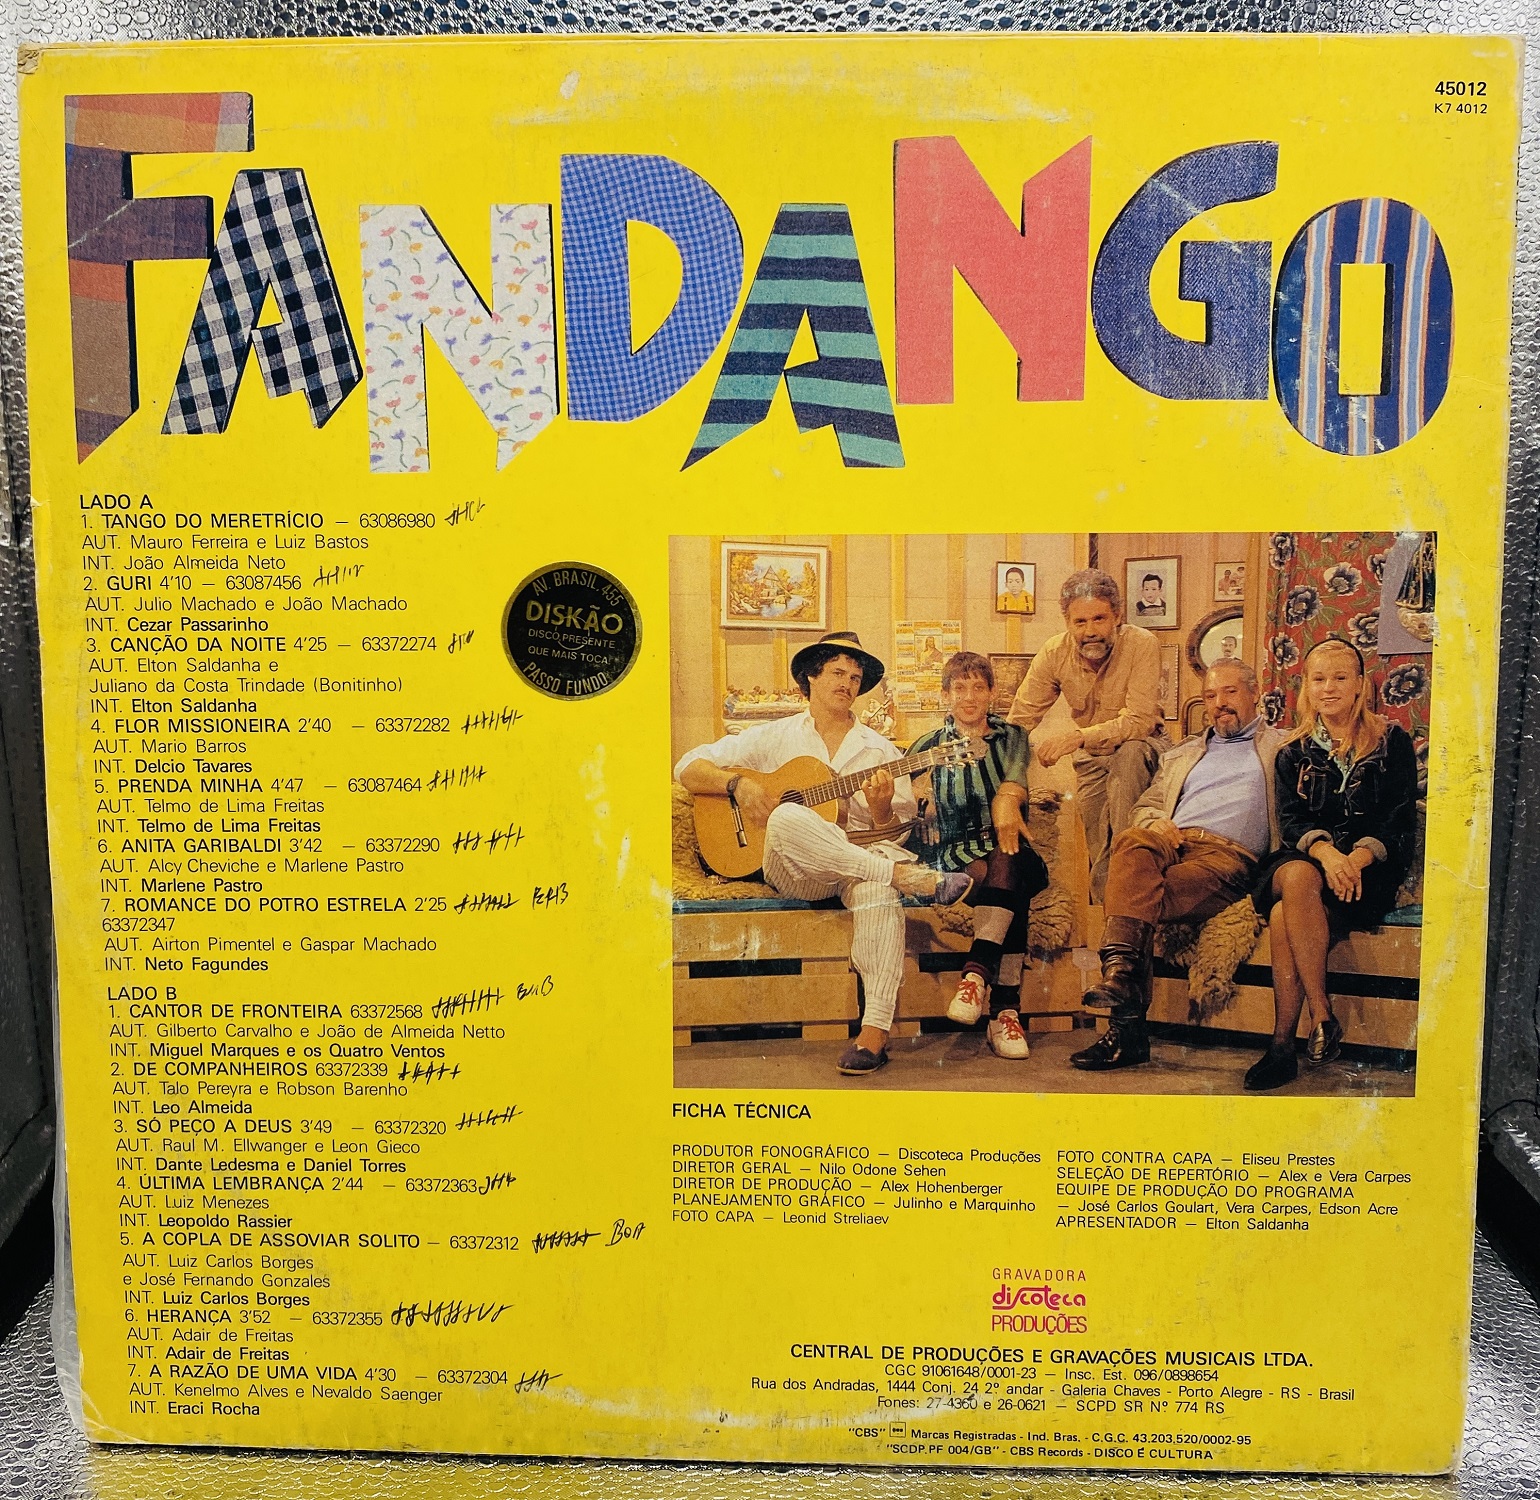 45012
K7 4012
FANDANGO
LADO A
1. TANGO DO MERETRÍCIO — 63086980
AUT. Mauro Ferreira e Luiz Bastos
INT. João Almeida Neto
2. GURI 4'10 — 63087456
AUT. Julio Machado e João Machado
INT. Cezar Passarinho
3. CANÇÃO DA NOITE 4'25 — 63372274
AUT. Elton Saldanha e
Juliano da Costa Trindade (Bonitinho)
INT. Elton Saldanha
4. FLOR MISSIONEIRA 2'40 — 63372282
AUT. Mario Barros
INT. Delcio Tavares
5. PRENDA MINHA 4'47 — 63087464
AUT. Telmo de Lima Freitas
INT. Telmo de Lima Freitas
6. ANITA GARIBALDI 3'42 — 63372290
AUT. Alcy Cheviche e Marlene Pastro
INT. Marlene Pastro
7. ROMANCE DO POTRO ESTRELA 2'25
63372347
AUT. Airton Pimentel e Gaspar Machado
INT. Neto Fagundes
LADO B
1. CANTOR DE FRONTEIRA 63372568
AUT. Gilberto Carvalho e João de Almeida Netto
INT. Miguel Marques e os Quatro Ventos
2. DE COMPANHEIROS 63372339
AUT. Talo Pereyra e Robson Barenho
INT. Leo Almeida
3. SÓ PEÇO A DEUS 3'49 — 63372320
AUT. Raul M. Ellwanger e Leon Gieco
INT. Dante Ledesma e Daniel Torres
4. ÚLTIMA LEMBRANÇA 2'44 — 63372363
AUT. Luiz Menezes
INT. Leopoldo Rassier
5. A COPLA DE ASSOVIAR SOLITO — 63372312 BOA
AUT. Luiz Carlos Borges
e José Fernando Gonzales
INT. Luiz Carlos Borges
6. HERANÇA 3'52 — 63372355
AUT. Adair de Freitas
INT. Adair de Freitas
7. A RAZÃO DE UMA VIDA 4'30 — 63372304
AUT. Kenelmo Alves e Nevaldo Saenger
INT. Eraci Rocha
AV. BRASIL, 455
DISKÃO
DISCO PRESENTE
QUE MAIS TOCA
PASSO FUNDO
FICHA TÉCNICA
PRODUTOR FONOGRÁFICO — Discoteca Produções
DIRETOR GERAL — Nilo Odone Sehen
DIRETOR DE PRODUÇÃO — Alex Hohenberger
PLANEJAMENTO GRÁFICO — Julinho e Marquinho
FOTO CAPA — Leonid Streliaev
FOTO CONTRA CAPA — Eliseu Prestes
SELEÇÃO DE REPERTÓRIO — Alex e Vera Carpes
EQUIPE DE PRODUÇÃO DO PROGRAMA
— José Carlos Goulart, Vera Carpes, Edson Acre
APRESENTADOR — Elton Saldanha
GRAVADORA
discoteca
PRODUÇÕES
CENTRAL DE PRODUÇÕES E GRAVAÇÕES MUSICAIS LTDA.
CGC 91061648/0001-23 — Insc. Est. 096/0898654
Rua dos Andradas, 1444 Conj. 24 2º andar - Galeria Chaves - Porto Alegre - RS - Brasil
Fones: 27-4360 e 26-0621 — SCPD SR Nº 774 RS
"CBS" Marcas Registradas - Ind. Bras. - C.G.C. 43.203,520/0002-95
"SCDP.PF 004/GB" - CBS Records - DISCO É CULTURA